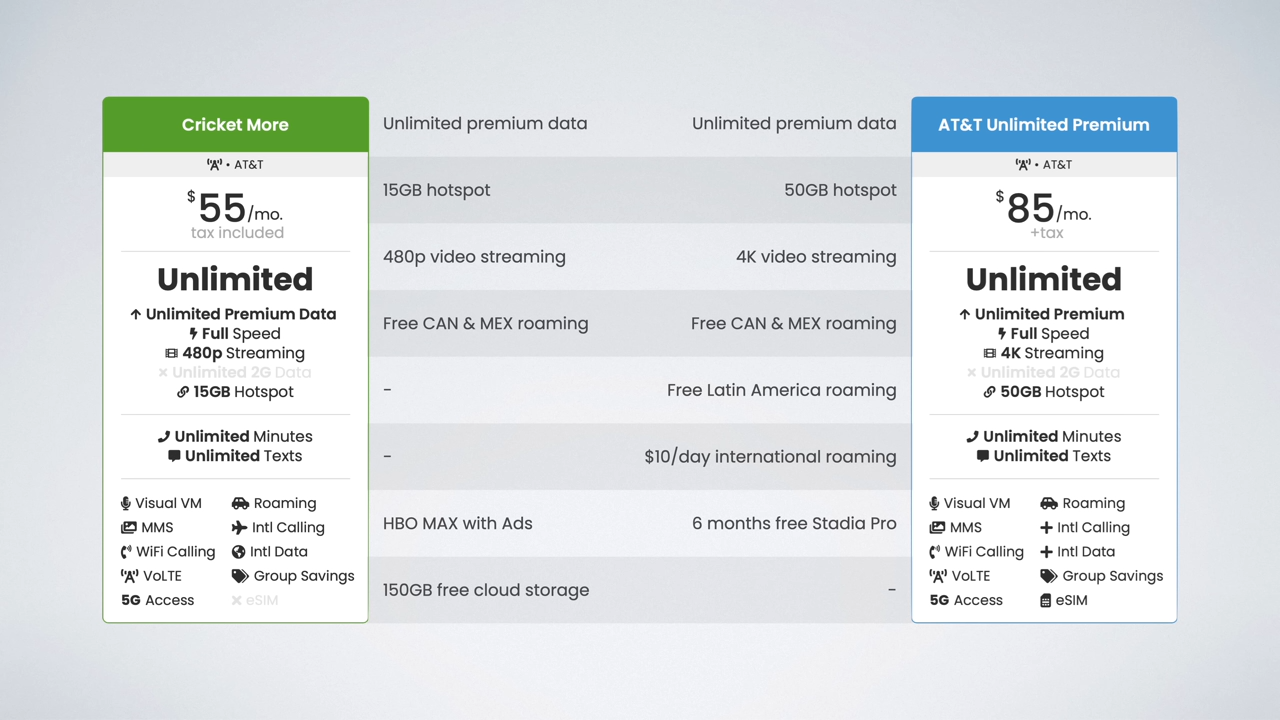 Cricket More
• AT&T
$55/mo.
tax included
Unlimited
Unlimited Premium Data
Full Speed
480p Streaming
Unlimited 2G Data
15GB Hotspot
Unlimited Minutes
Unlimited Texts
Visual VM
Roaming
MMS
Intl Calling
WiFi Calling
Intl Data
VoLTE
Group Savings
5G Access
eSIM
Unlimited premium data
Unlimited premium data
15GB hotspot
50GB hotspot
480p video streaming
4K video streaming
Free CAN & MEX roaming
Free CAN & MEX roaming
-
Free Latin America roaming
-
$10/day international roaming
HBO MAX with Ads
6 months free Stadia Pro
150GB free cloud storage
-
AT&T Unlimited Premium
• AT&T
$85/mo.
+tax
Unlimited
Unlimited Premium
Full Speed
4K Streaming
Unlimited 2G Data
50GB Hotspot
Unlimited Minutes
Unlimited Texts
Visual VM
Roaming
MMS
Intl Calling
WiFi Calling
Intl Data
VoLTE
Group Savings
5G Access
eSIM